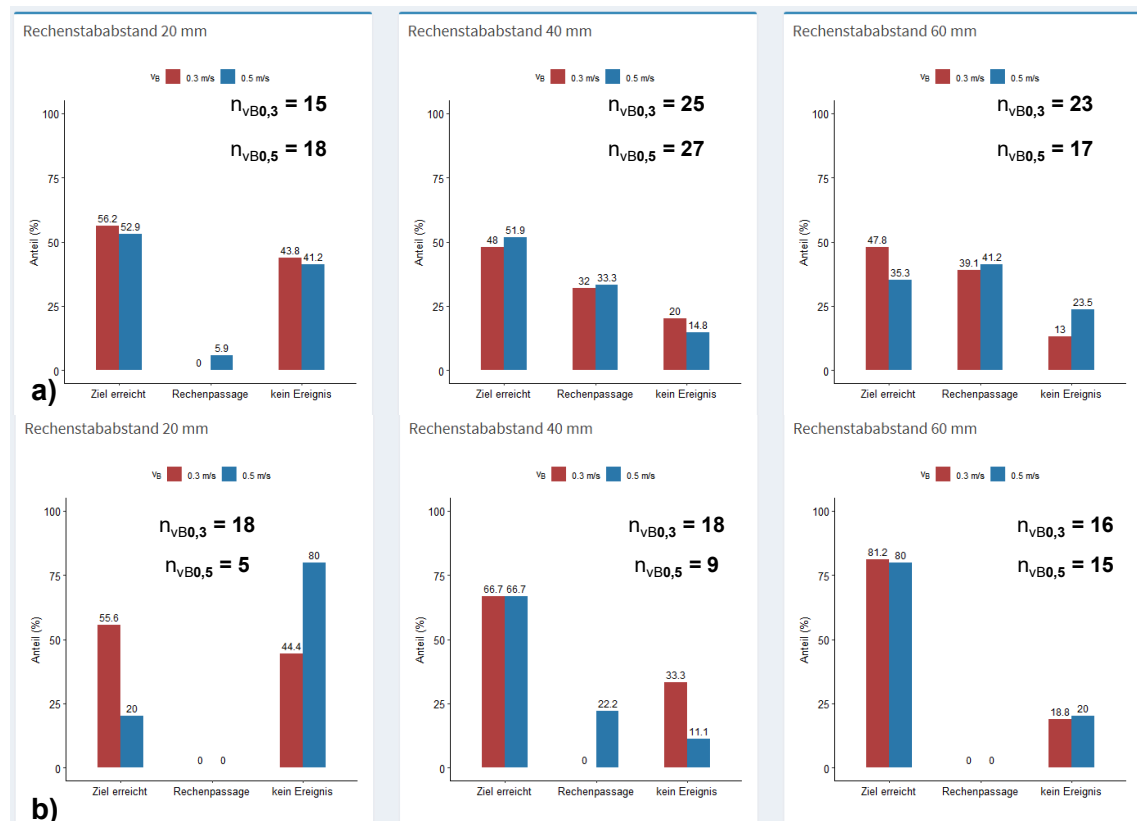 Rechenstababstand 20 mm
vB 0.3 m/s 0.5 m/s
nvB0,3 = 15
nvB0,5 = 18
Anteil (%)
100
75
50
25
0
56.2
52.9
0
5.9
43.8
41.2
Ziel erreicht Rechenpassage kein Ereignis
a)
Rechenstababstand 40 mm
vB 0.3 m/s 0.5 m/s
nvB0,3 = 25
nvB0,5 = 27
Anteil (%)
100
75
50
25
0
48
51.9
32
33.3
20
14.8
Ziel erreicht Rechenpassage kein Ereignis
Rechenstababstand 60 mm
vB 0.3 m/s 0.5 m/s
nvB0,3 = 23
nvB0,5 = 17
Anteil (%)
100
75
50
25
0
47.8
35.3
39.1
41.2
13
23.5
Ziel erreicht Rechenpassage kein Ereignis
Rechenstababstand 20 mm
vB 0.3 m/s 0.5 m/s
nvB0,3 = 18
nvB0,5 = 5
Anteil (%)
100
75
50
25
0
55.6
20
0
0
44.4
80
Ziel erreicht Rechenpassage kein Ereignis
b)
Rechenstababstand 40 mm
vB 0.3 m/s 0.5 m/s
nvB0,3 = 18
nvB0,5 = 9
Anteil (%)
100
75
50
25
0
66.7
66.7
0
22.2
33.3
11.1
Ziel erreicht Rechenpassage kein Ereignis
Rechenstababstand 60 mm
vB 0.3 m/s 0.5 m/s
nvB0,3 = 16
nvB0,5 = 15
Anteil (%)
100
75
50
25
0
81.2
80
0
0
18.8
20
Ziel erreicht Rechenpassage kein Ereignis